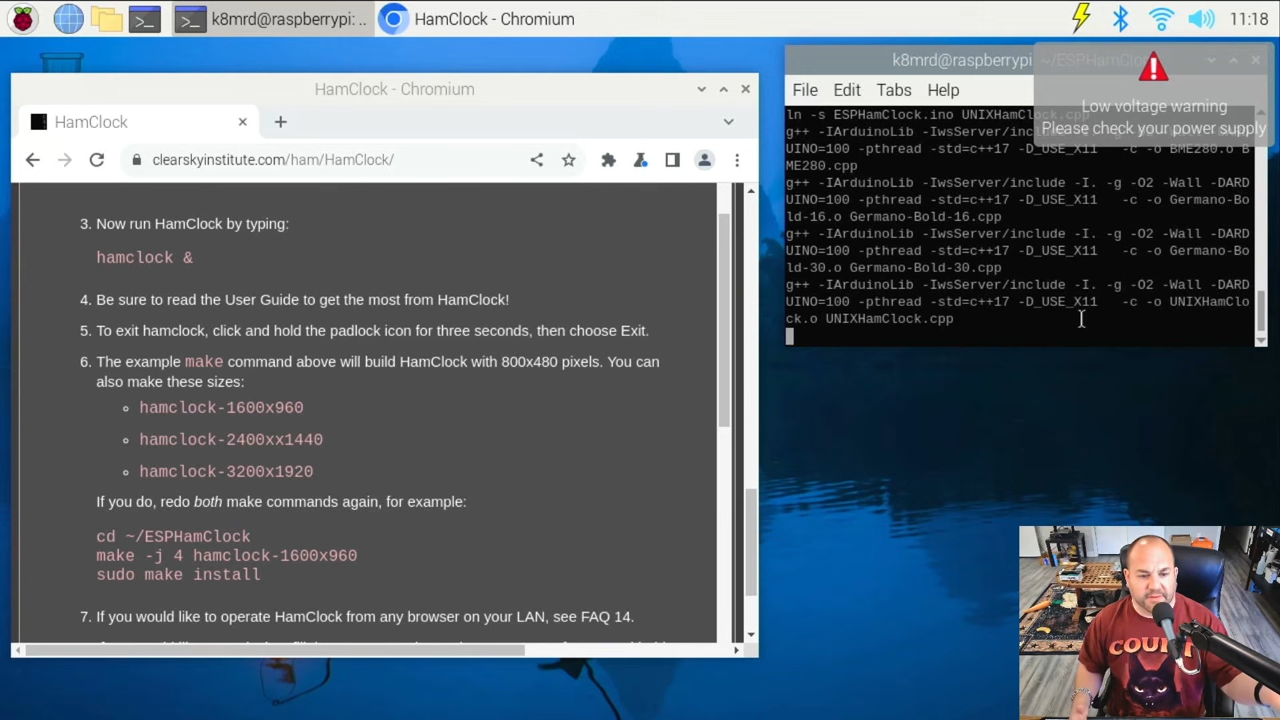 k8mrd@raspberrypi: ..
HamClock - Chromium
11:18
HamClock - Chromium
HamClock
clearskyinstitute.com/ham/HamClock/
3. Now run HamClock by typing:
hamclock &
4. Be sure to read the User Guide to get the most from HamClock!
5. To exit hamclock, click and hold the padlock icon for three seconds, then choose Exit.
6. The example make command above will build HamClock with 800x480 pixels. You can
also make these sizes:
hamclock-1600x960
hamclock-2400xx1440
hamclock-3200x1920
If you do, redo both make commands again, for example:
cd ~/ESPHamClock
make -j 4 hamclock-1600x960
sudo make install
7. If you would like to operate HamClock from any browser on your LAN, see FAQ 14.
k8mrd@raspberrypi: ~/ESPHamClock
Low voltage warning
Please check your power supply
File Edit Tabs Help
ln -s ESPHamClock.ino UNIXHamClock.cpp
g++ -IArduinoLib -IwsServer/include -I. -g -O2 -Wall -DARD
UINO=100 -pthread -std=c++17 -D_USE_X11 -c -o BME280.o B
ME280.cpp
g++ -IArduinoLib -IwsServer/include -I. -g -O2 -Wall -DARD
UINO=100 -pthread -std=c++17 -D_USE_X11 -c -o Germano-Bo
ld-16.o Germano-Bold-16.cpp
g++ -IArduinoLib -IwsServer/include -I. -g -O2 -Wall -DARD
UINO=100 -pthread -std=c++17 -D_USE_X11 -c -o Germano-Bo
ld-30.o Germano-Bold-30.cpp
g++ -IArduinoLib -IwsServer/include -I. -g -O2 -Wall -DARD
UINO=100 -pthread -std=c++17 -D_USE_X11 -c -o UNIXHamClo
ck.o UNIXHamClock.cpp
COUNT